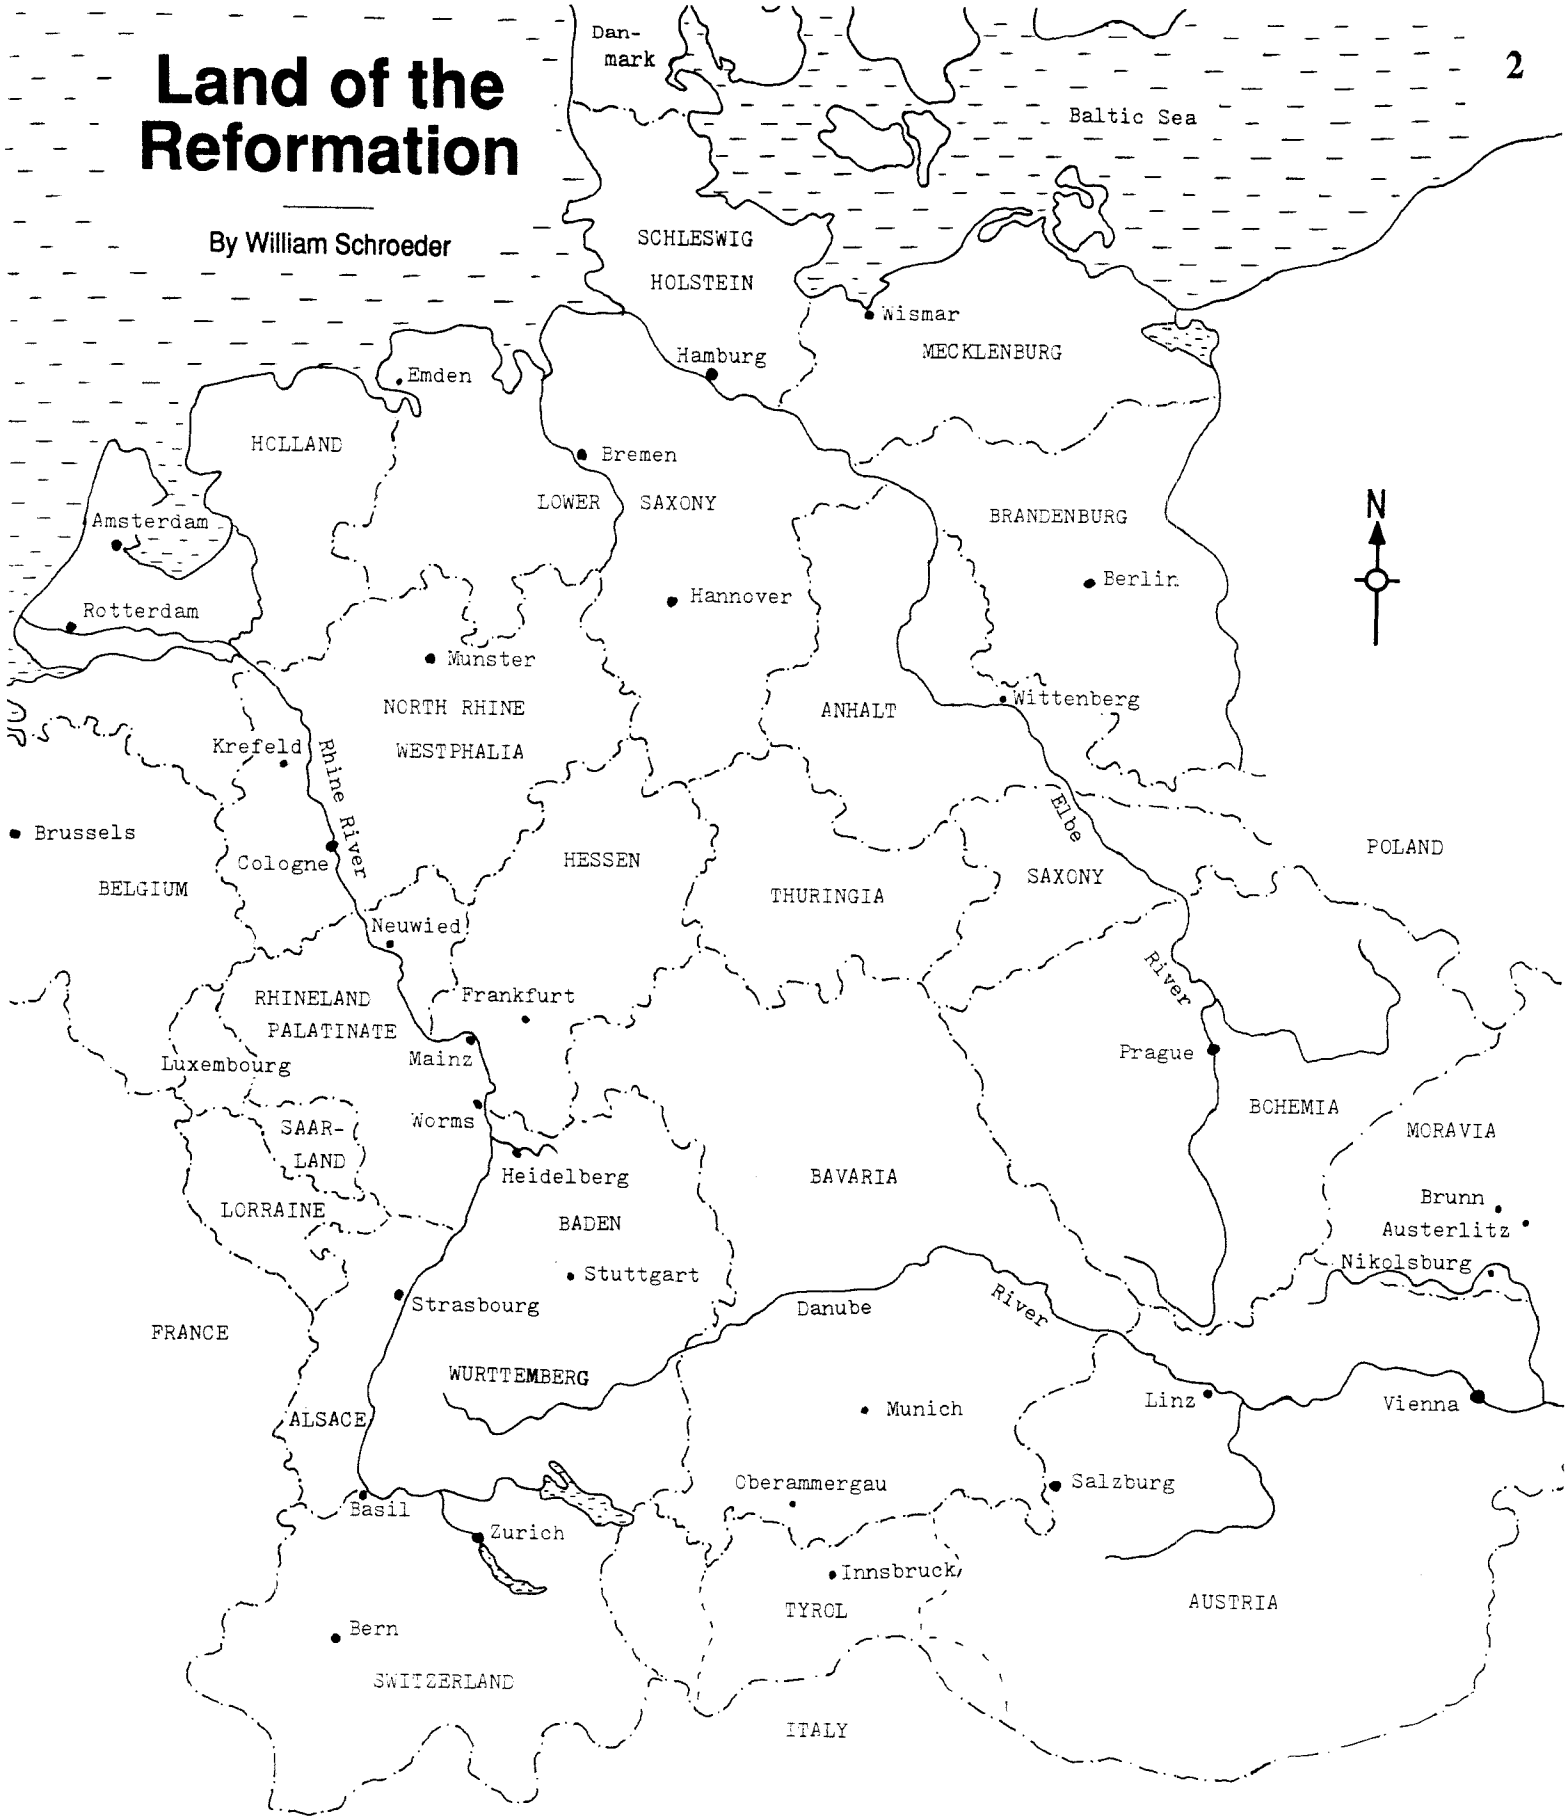 Land of the
Reformation
By William Schroeder
2
Dan-
mark
Baltic Sea
SCHLESWIG
HOLSTEIN
Wismar
MECKLENBURG
Hamburg
Emden
HOLLAND
Bremen
LOWER SAXONY
BRANDENBURG
N
Amsterdam
Berlin
Hannover
Rotterdam
Munster
Wittenberg
NORTH RHINE
ANHALT
WESTPHALIA
Krefeld
Rhine River
Elbe
Brussels
POLAND
Cologne
HESSEN
BELGIUM
THURINGIA
SAXONY
Neuwied
River
RHINELAND
Frankfurt
PALATINATE
Mainz
Prague
Luxembourg
BOHEMIA
Worms
SAAR-
LAND
MORAVIA
Heidelberg
BAVARIA
Brunn
LORRAINE
BADEN
Austerlitz
Nikolsburg
Stuttgart
Strasbourg
Danube
River
FRANCE
WURTTEMBERG
Linz
Vienna
Munich
ALSACE
Oberammergau
Salzburg
Basil
Zurich
Innsbruck
TYROL
AUSTRIA
Bern
SWITZERLAND
ITALY